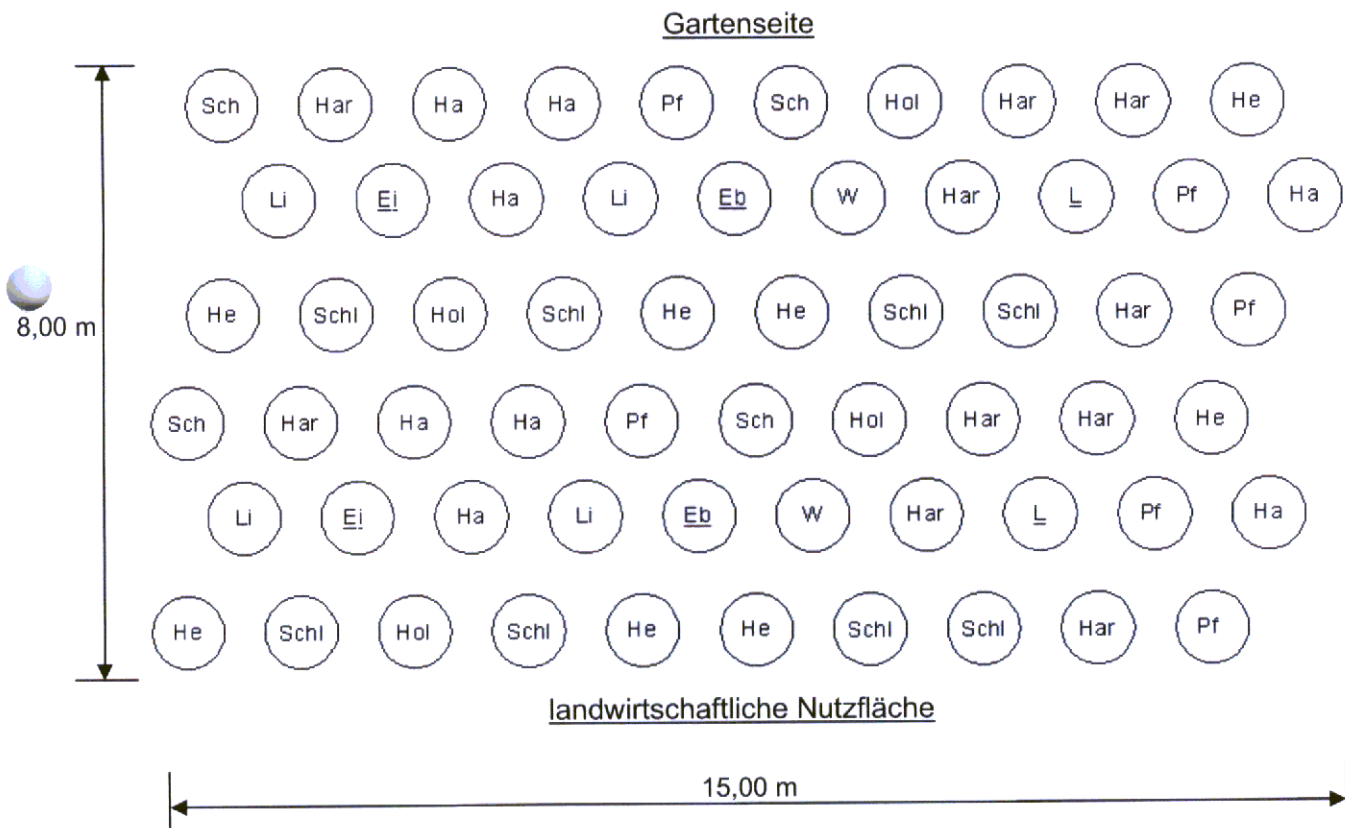 Gartenseite
Sch Har Ha Ha Pf Sch Hol Har Har He
Li Ei Ha Li Eb W Har L Pf Ha
8,00 m
He Schl Hol Schl He He Schl Schl Har Pf
Sch Har Ha Ha Pf Sch Hol Har Har He
Li Ei Ha Li Eb W Har L Pf Ha
He Schl Hol Schl He He Schl Schl Har Pf
landwirtschaftliche Nutzfläche
15,00 m